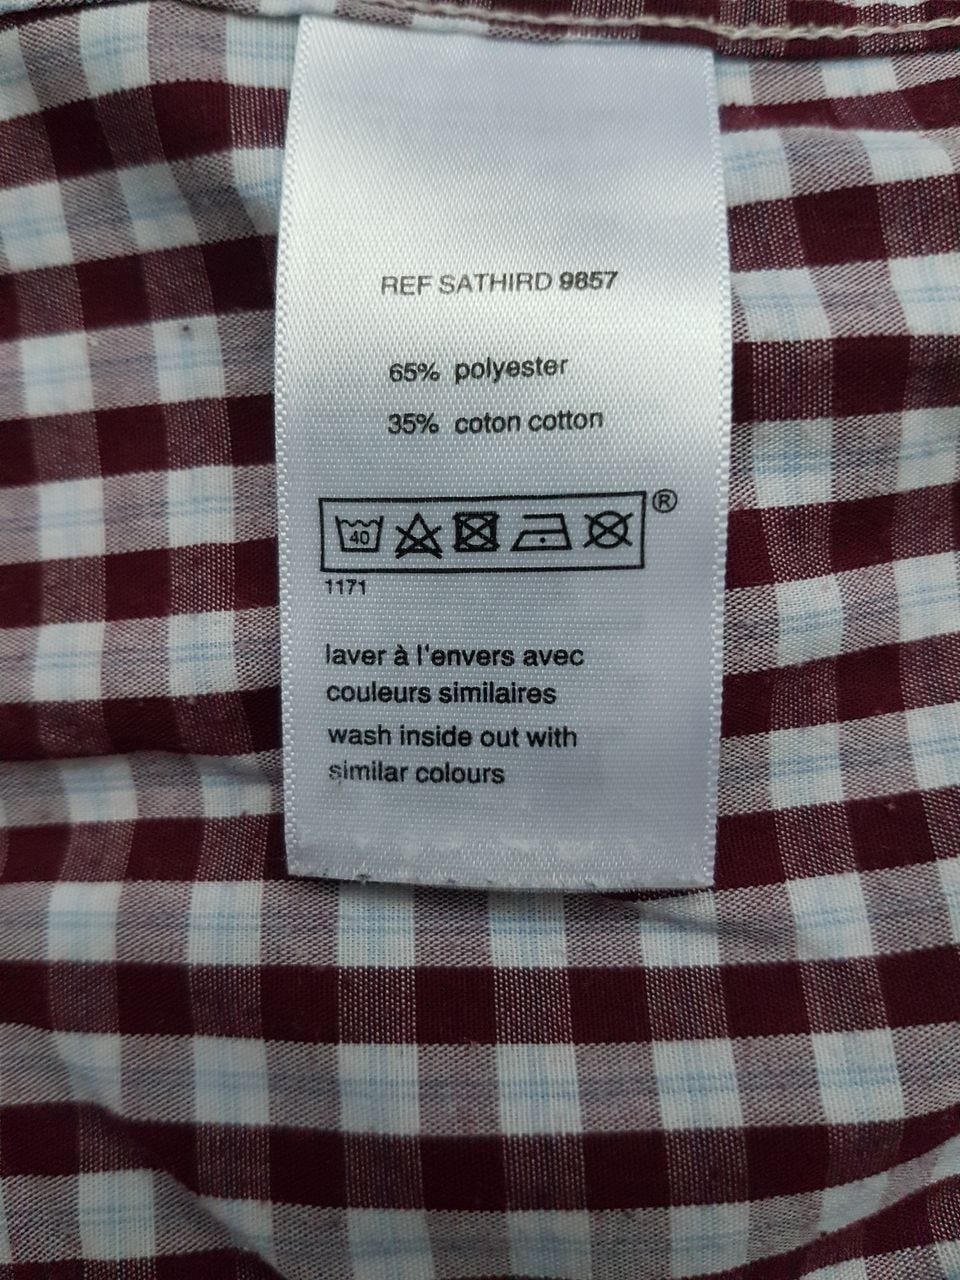 REF SATHIRD 9857
65% polyester
35% coton cotton
®
40
1171
laver à l'envers avec
couleurs similaires
wash inside out with
similar colours